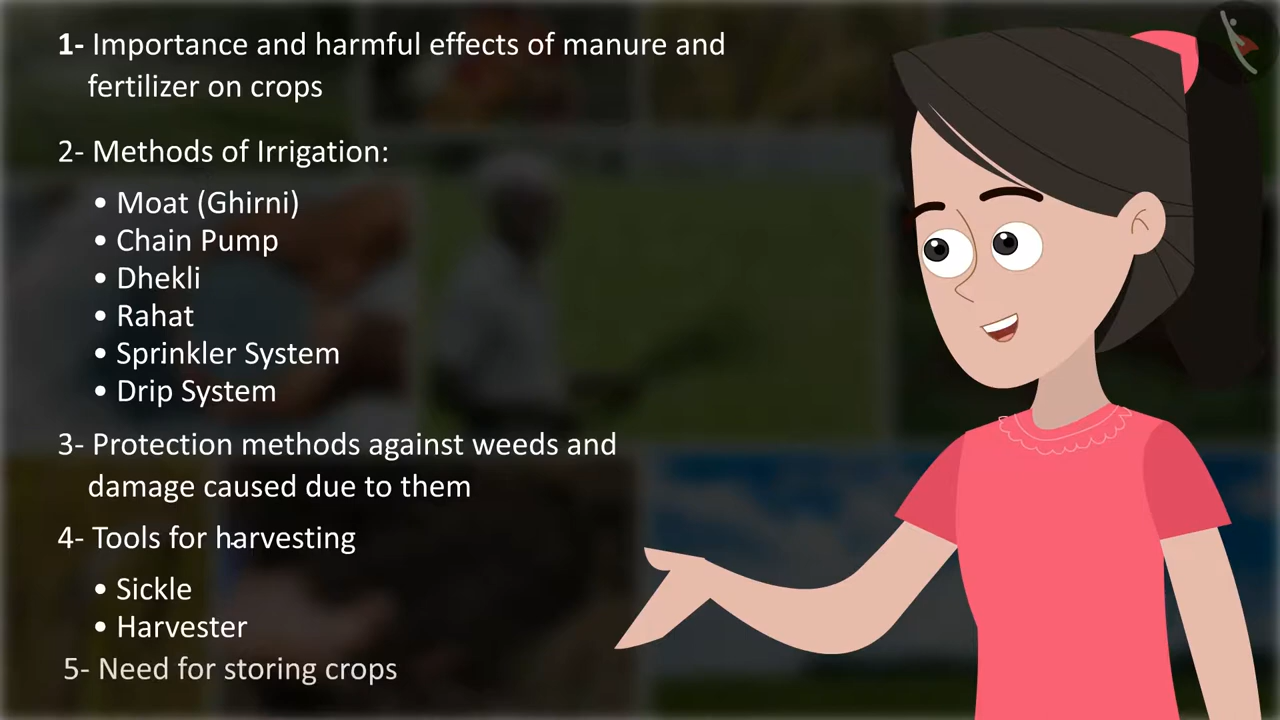 1- Importance and harmful effects of manure and
fertilizer on crops
2- Methods of Irrigation:
• Moat (Ghirni)
• Chain Pump
• Dhekli
• Rahat
• Sprinkler System
• Drip System
3- Protection methods against weeds and
damage caused due to them
4- Tools for harvesting
• Sickle
• Harvester
5- Need for storing crops